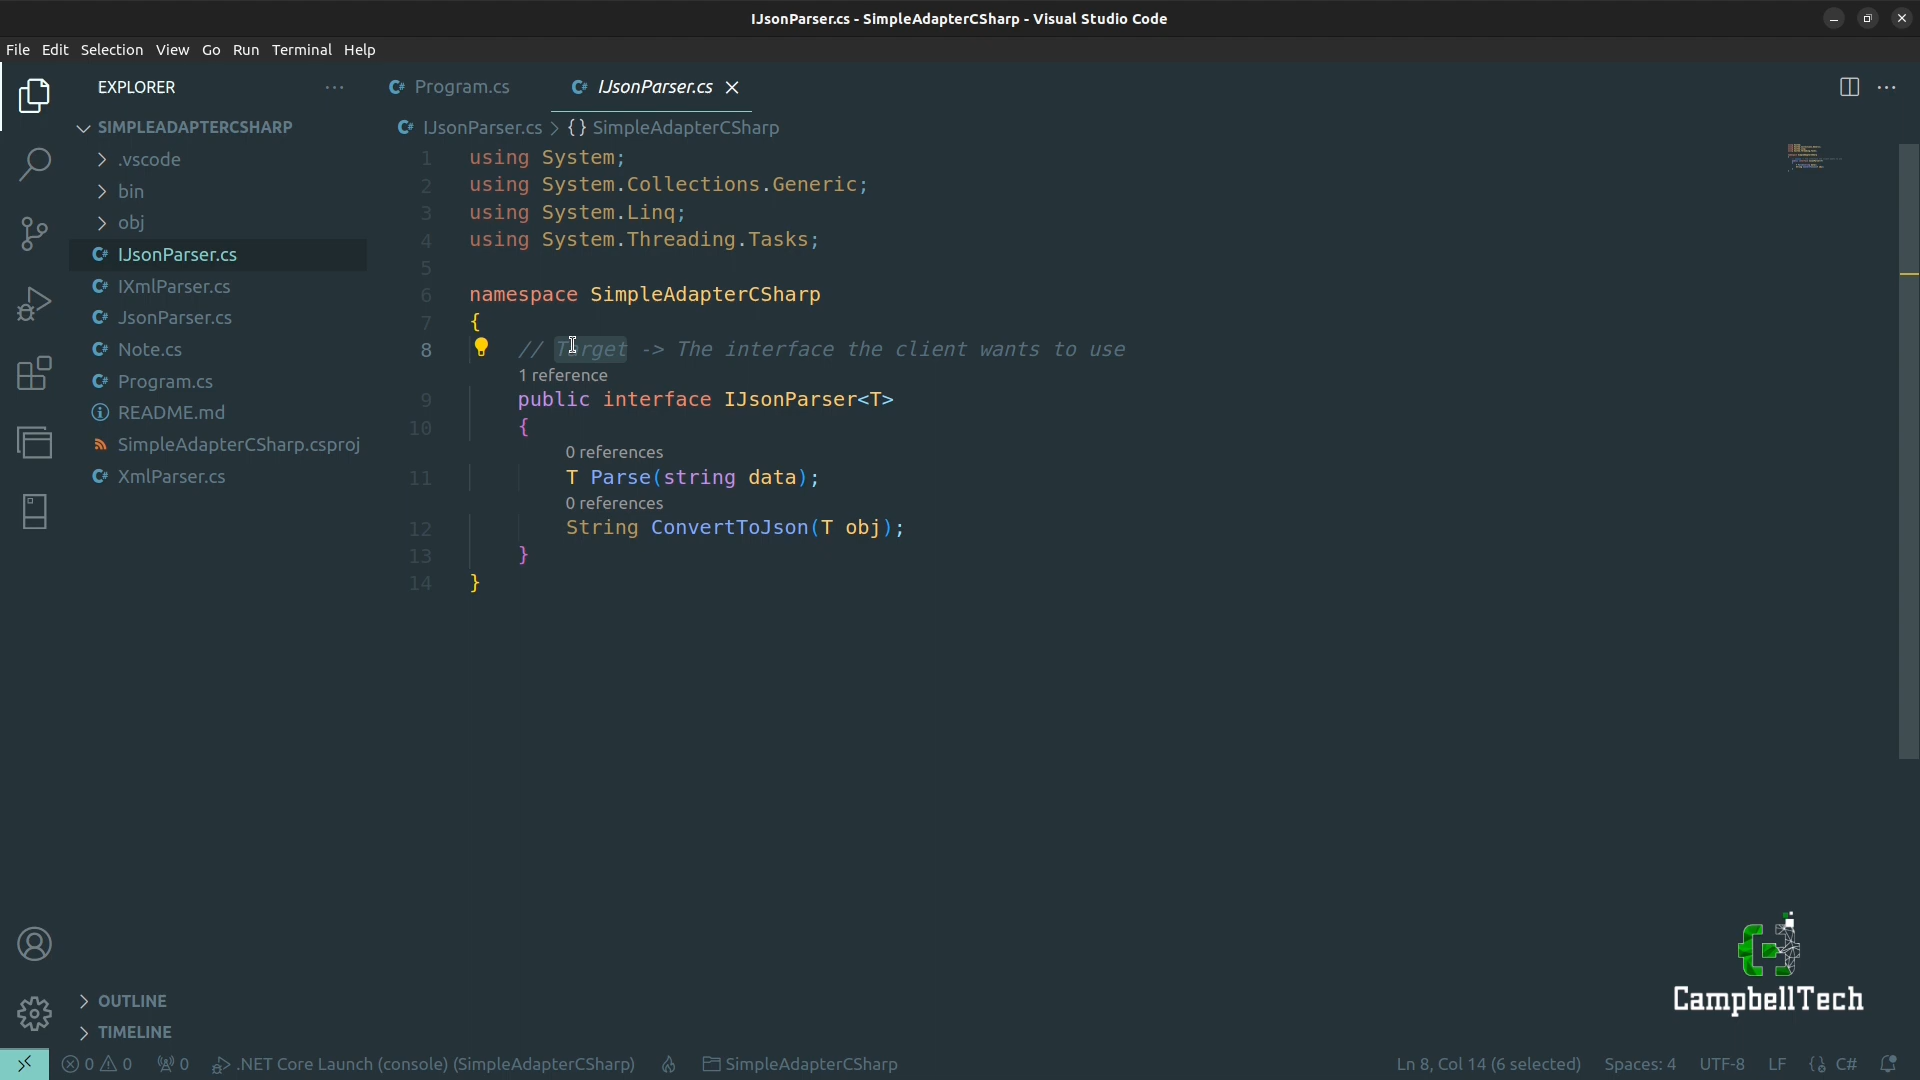 IJsonParser.cs - SimpleAdapterCSharp - Visual Studio Code
File Edit Selection View Go Run Terminal Help
EXPLORER
SIMPLEADAPTERCSHARP
.vscode
bin
obj
IJsonParser.cs
IXmlParser.cs
JsonParser.cs
Note.cs
Program.cs
README.md
SimpleAdapterCSharp.csproj
XmlParser.cs
OUTLINE
TIMELINE
Program.cs IJsonParser.cs
IJsonParser.cs > {} SimpleAdapterCSharp
1 using System;
2 using System.Collections.Generic;
3 using System.Linq;
4 using System.Threading.Tasks;
5
6 namespace SimpleAdapterCSharp
7 {
8 // Target -> The interface the client wants to use
1 reference
9 public interface IJsonParser<T>
10 {
0 references
11 T Parse(string data);
0 references
12 String ConvertToJson(T obj);
13 }
14 }
CampbellTech
0 0 0 .NET Core Launch (console) (SimpleAdapterCSharp) SimpleAdapterCSharp Ln 8, Col 14 (6 selected) Spaces: 4 UTF-8 LF {} C#